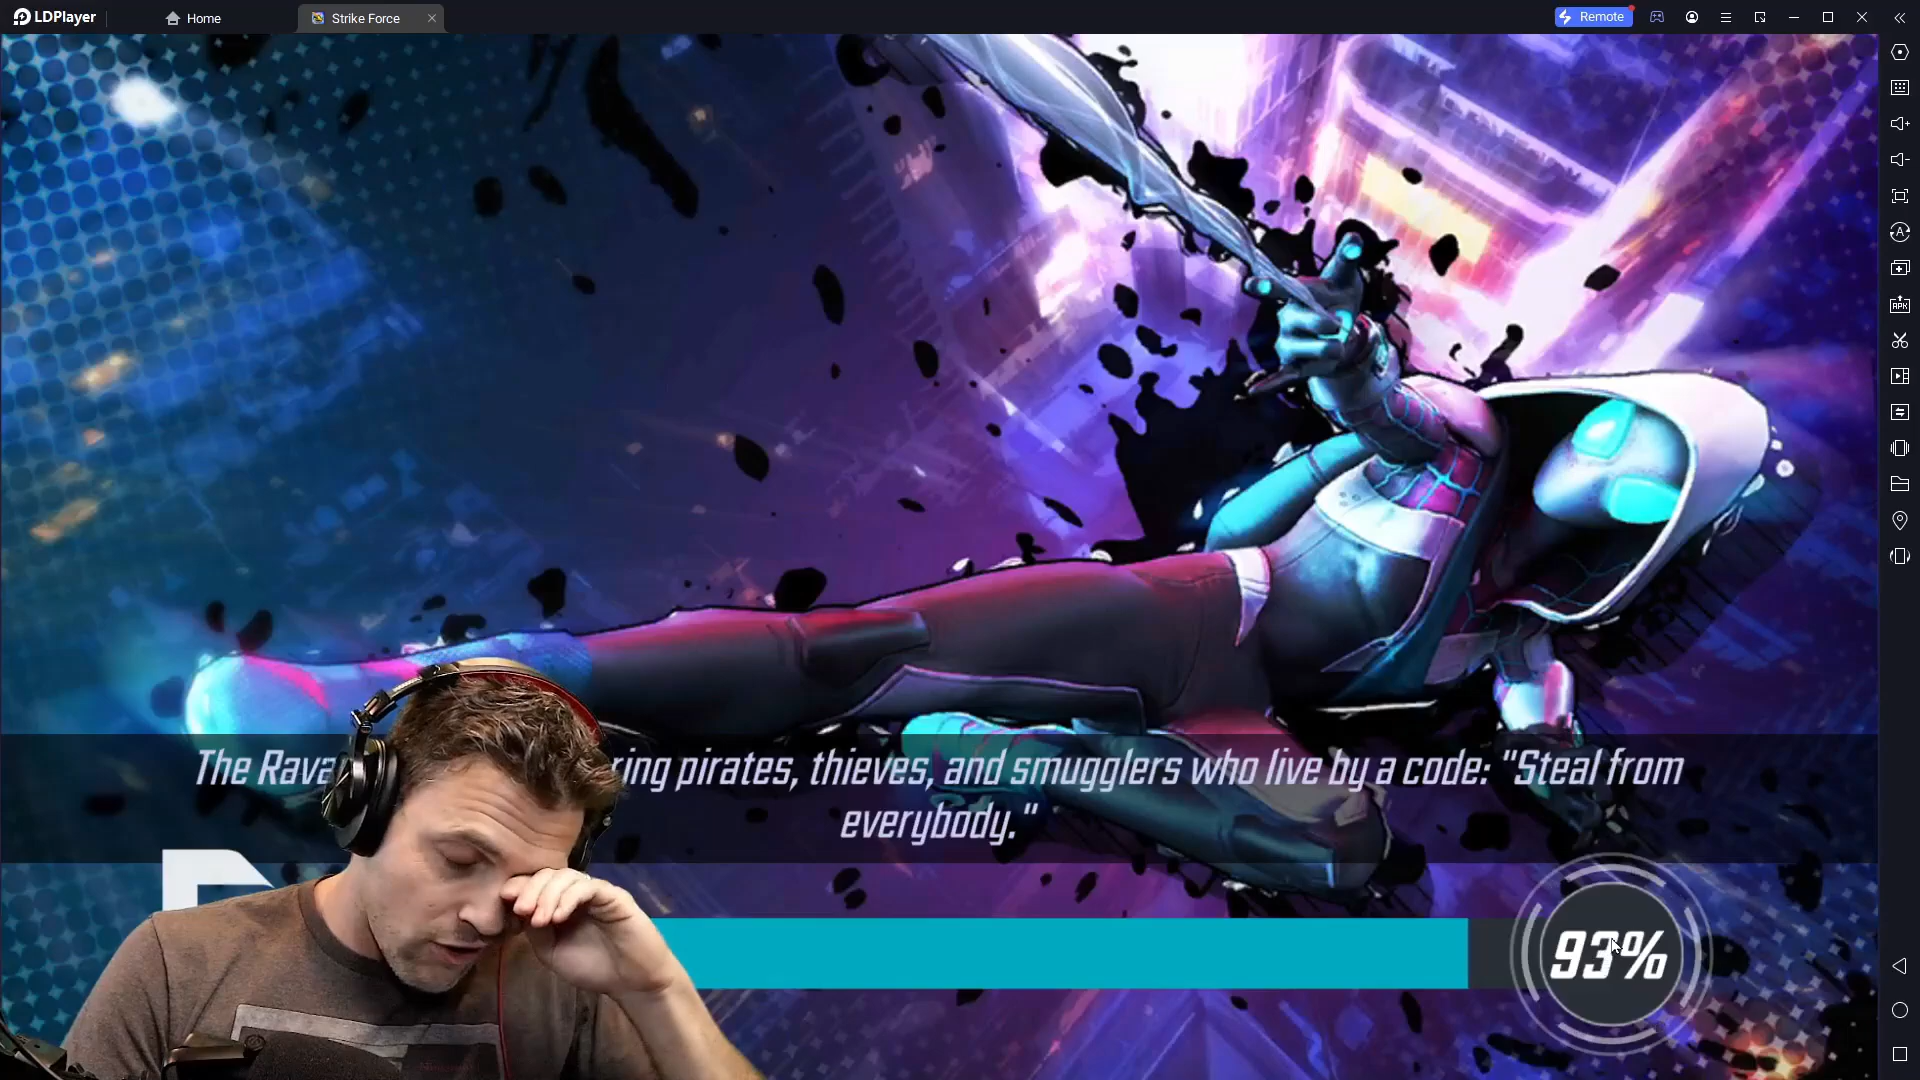 LDPlayer
Home
Strike Force
Remote
The Rava ring pirates, thieves, and smugglers who live by a code: "Steal from
everybody."
93%
APK